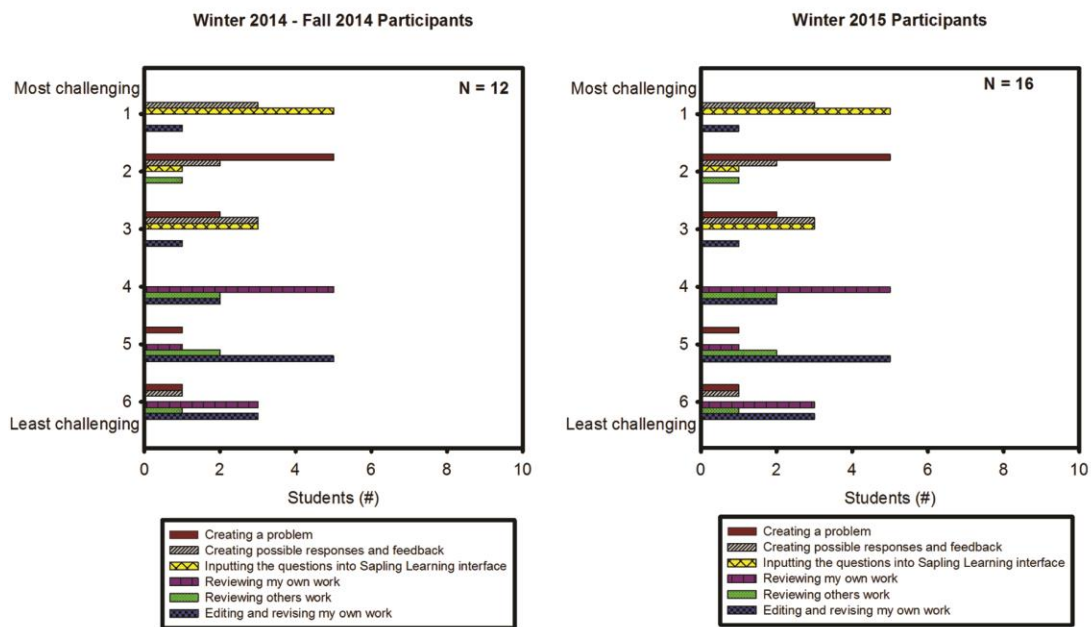 Winter 2014 - Fall 2014 Participants
Most challenging
N = 12
1
2
3
4
5
6
Least challenging
0 2 4 6 8 10
Students (#)
Creating a problem
Creating possible responses and feedback
Inputting the questions into Sapling Learning interface
Reviewing my own work
Reviewing others work
Editing and revising my own work
Winter 2015 Participants
Most challenging
N = 16
1
2
3
4
5
6
Least challenging
0 2 4 6 8 10
Students (#)
Creating a problem
Creating possible responses and feedback
Inputting the questions into Sapling Learning interface
Reviewing my own work
Reviewing others work
Editing and revising my own work